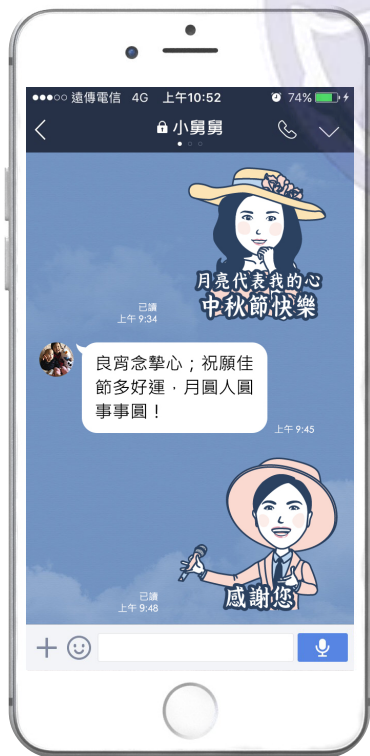 遠傳電信 4G 上午10:52 74%
小舅舅
月亮代表我的心
中秋節快樂
已讀
上午 9:34
良宵念摯心；祝願佳
節多好運，月圓人圓
事事圓！
上午 9:45
感謝您
已讀
上午 9:48